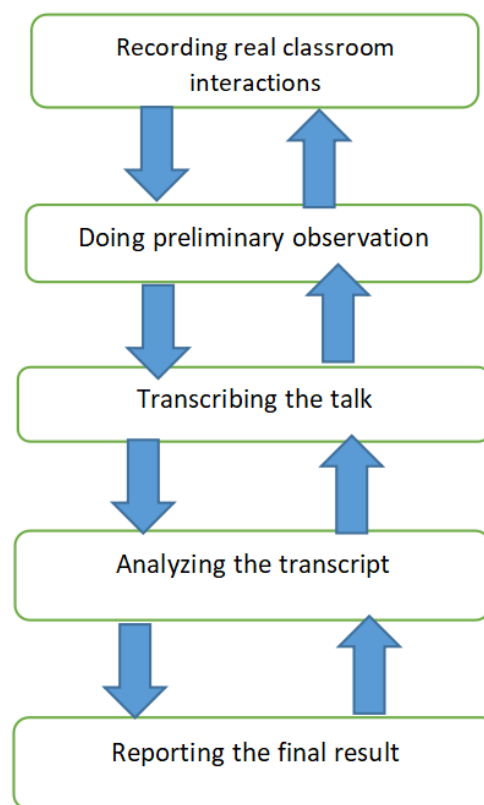 Recording real classroom
interactions
Doing preliminary observation
Transcribing the talk
Analyzing the transcript
Reporting the final result